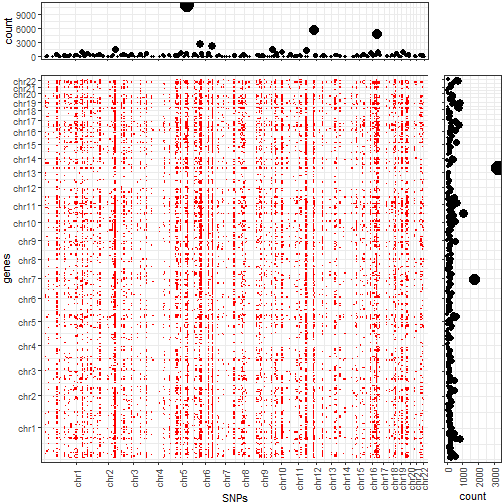 count
9000
6000
3000
0
genes
chr22
chr21
chr20
chr19
chr18
chr17
chr16
chr15
chr14
chr13
chr12
chr11
chr10
chr9
chr8
chr7
chr6
chr5
chr4
chr3
chr2
chr1
chr1
chr2
chr3
chr4
chr5
chr6
chr7
chr8
chr9
chr10
chr11
chr12
chr13
chr14
chr15
chr16
chr17
chr18
chr19
chr20
chr21
chr22
SNPs
0
1000
2000
3000
count